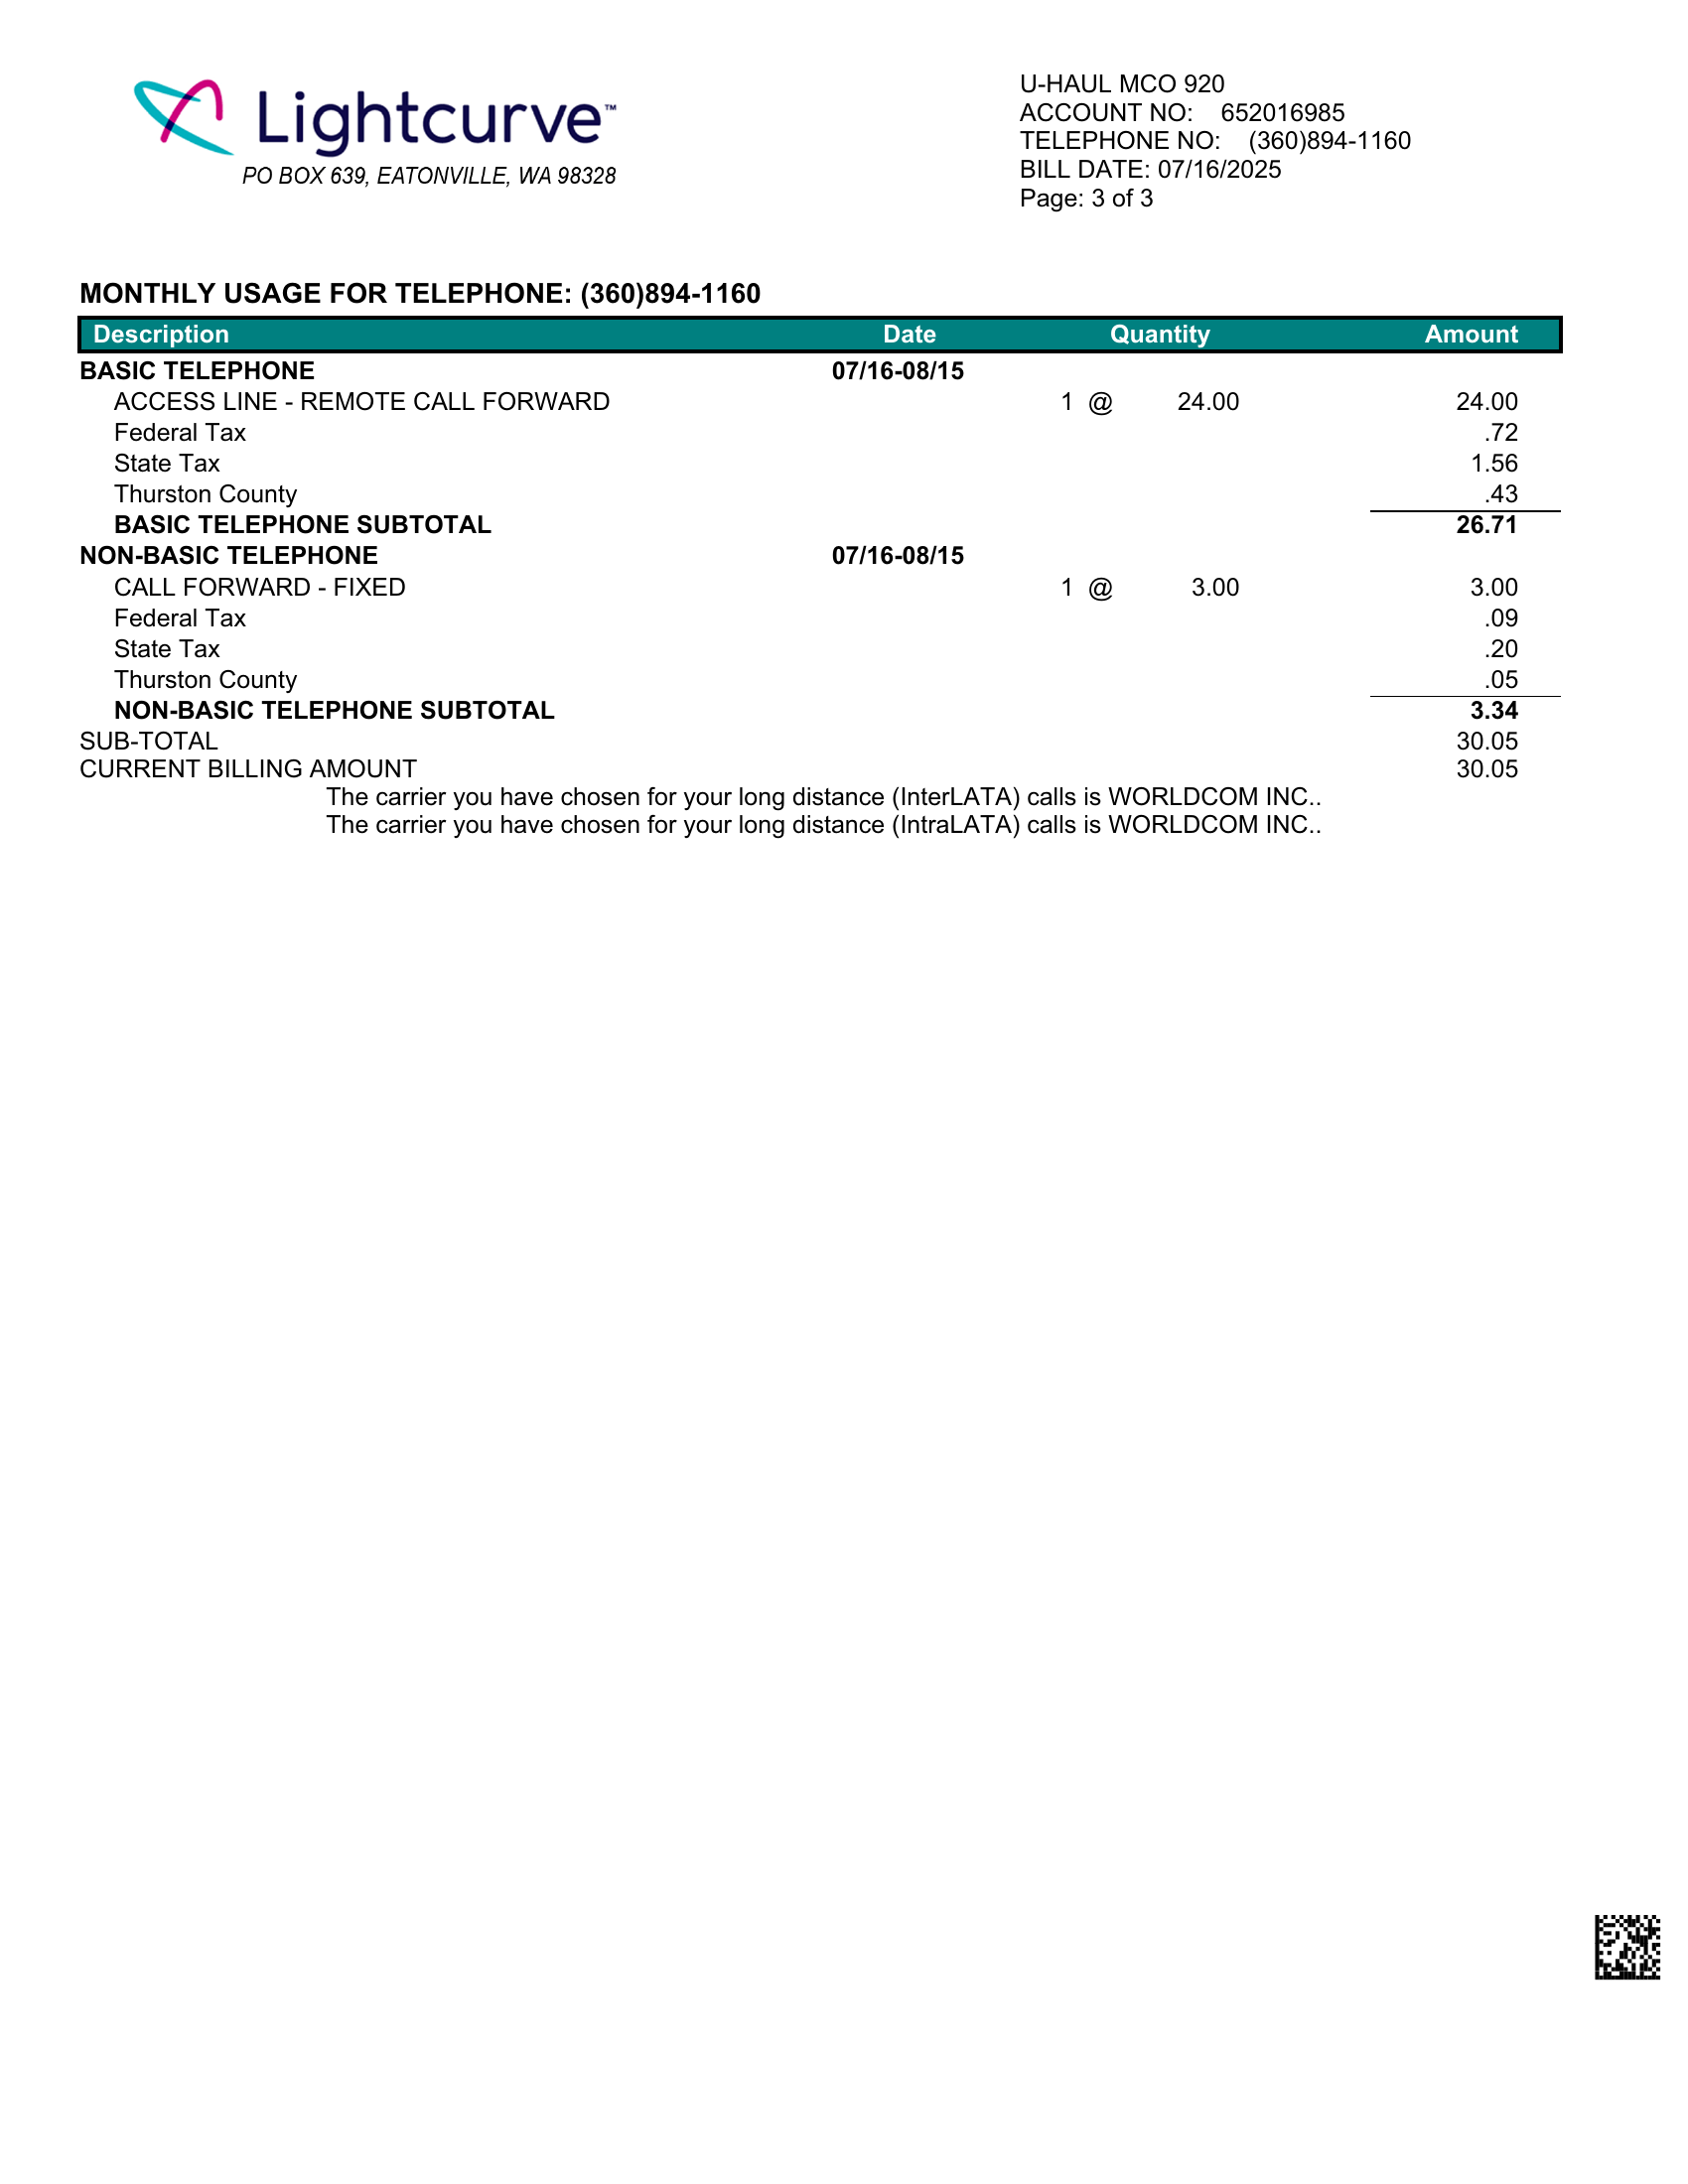 Lightcurve™
PO BOX 639, EATONVILLE, WA 98328
U-HAUL MCO 920
ACCOUNT NO: 652016985
TELEPHONE NO: (360)894-1160
BILL DATE: 07/16/2025
Page: 3 of 3
MONTHLY USAGE FOR TELEPHONE: (360)894-1160
Description Date Quantity Amount
BASIC TELEPHONE 07/16-08/15
ACCESS LINE - REMOTE CALL FORWARD 1 @ 24.00 24.00
Federal Tax .72
State Tax 1.56
Thurston County .43
BASIC TELEPHONE SUBTOTAL 26.71
NON-BASIC TELEPHONE 07/16-08/15
CALL FORWARD - FIXED 1 @ 3.00 3.00
Federal Tax .09
State Tax .20
Thurston County .05
NON-BASIC TELEPHONE SUBTOTAL 3.34
SUB-TOTAL 30.05
CURRENT BILLING AMOUNT 30.05
The carrier you have chosen for your long distance (InterLATA) calls is WORLDCOM INC..
The carrier you have chosen for your long distance (IntraLATA) calls is WORLDCOM INC..